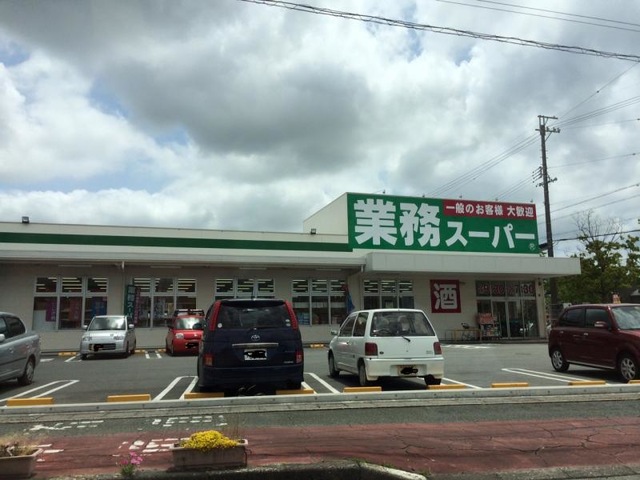 一般のお客様 大歓迎
業務スーパー
酒